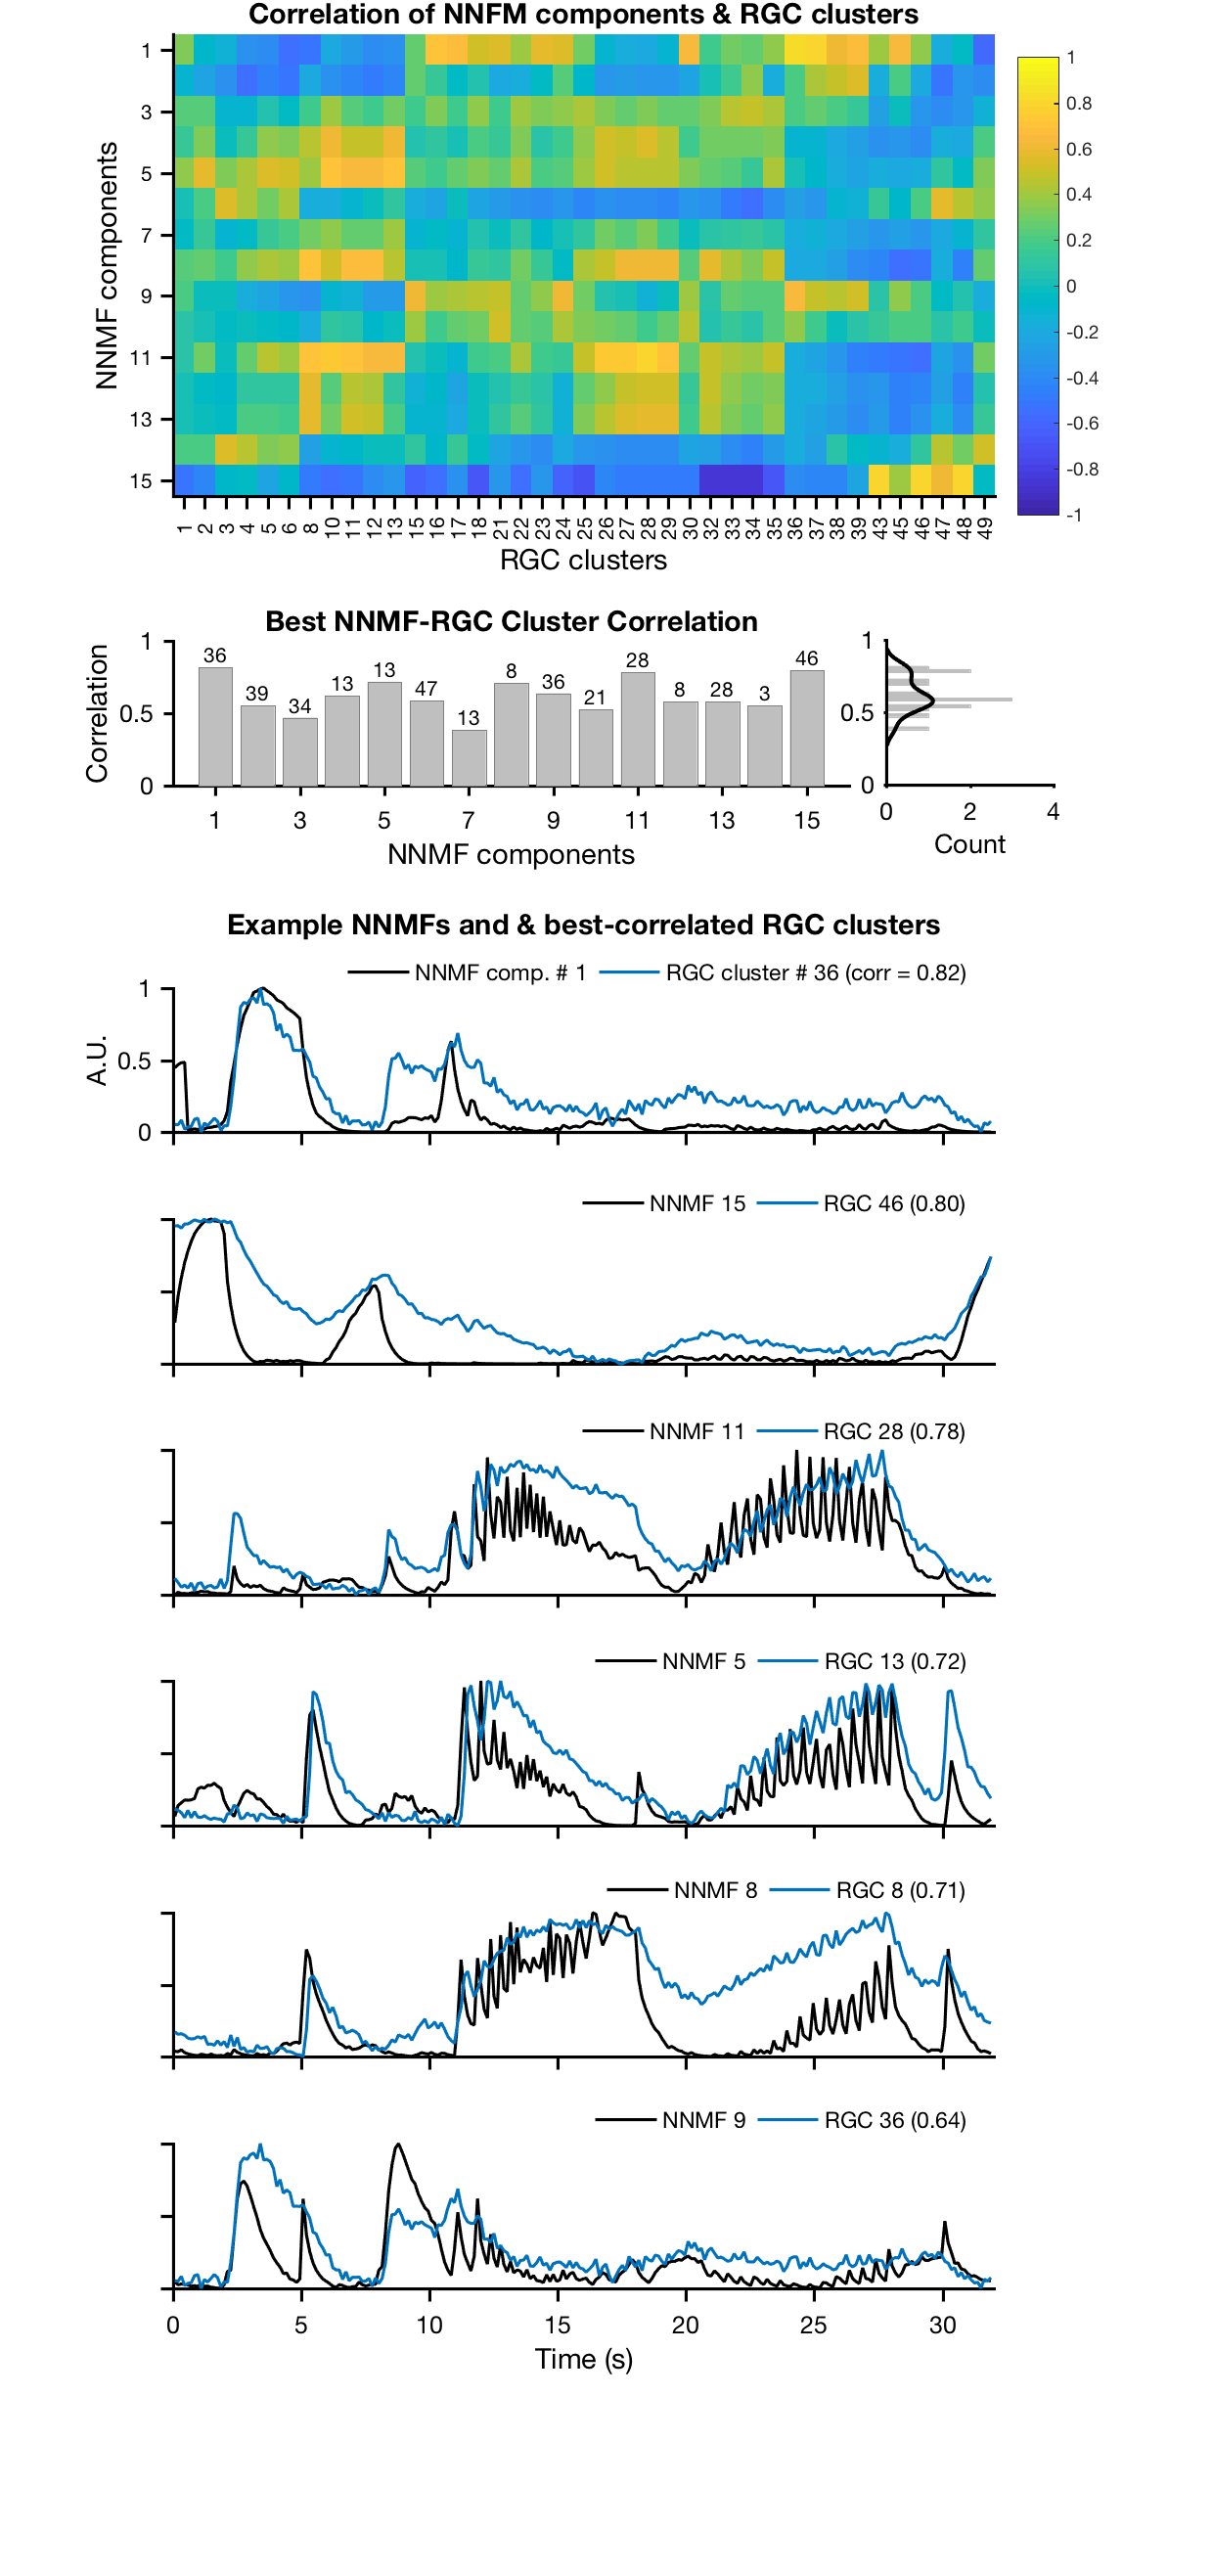 Correlation of NNFM components & RGC clusters
NNMF components
1
3
5
7
9
11
13
15
1 2 3 4 5 6 8 10 11 12 13 15 16 17 18 21 22 23 24 25 26 27 28 29 30 32 33 34 35 36 37 38 39 43 45 46 47 48 49
RGC clusters
1
0.8
0.6
0.4
0.2
0
-0.2
-0.4
-0.6
-0.8
-1
Best NNMF-RGC Cluster Correlation
Correlation
1
0.5
0
36 39 34 13 13 47 13 8 36 21 28 8 28 3 46
1 3 5 7 9 11 13 15
NNMF components
1
0.5
0
0 2 4
Count
Example NNMFs and & best-correlated RGC clusters
NNMF comp. # 1 RGC cluster # 36 (corr = 0.82)
A.U.
1
0.5
0
NNMF 15 RGC 46 (0.80)
NNMF 11 RGC 28 (0.78)
NNMF 5 RGC 13 (0.72)
NNMF 8 RGC 8 (0.71)
NNMF 9 RGC 36 (0.64)
0 5 10 15 20 25 30
Time (s)